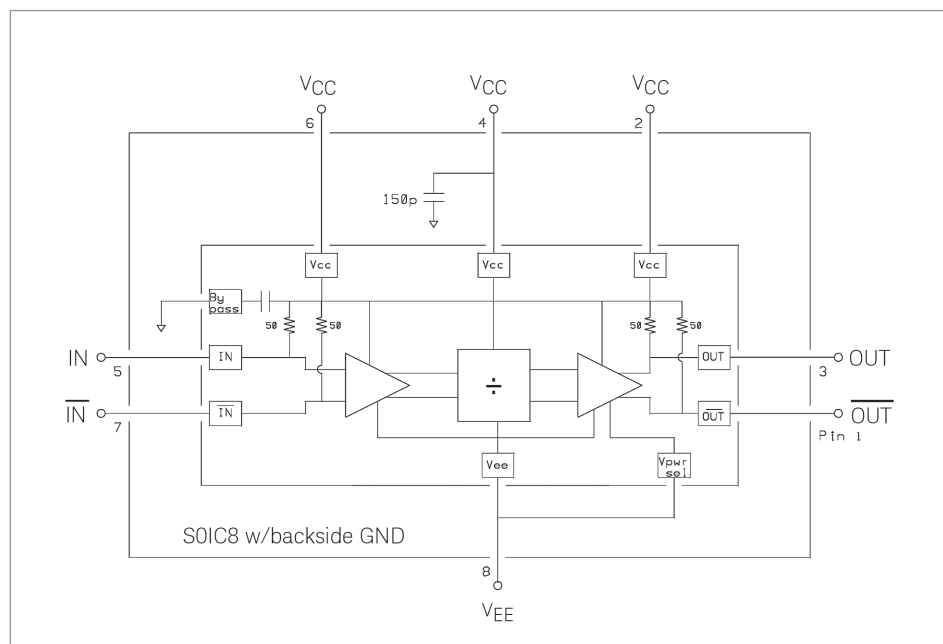 VCC VCC VCC
6 4 2
150p
Vcc Vcc Vcc
By
pass
50 50 50 50
IN IN OUT OUT
5 3
÷
IN IN OUT OUT
7 Pin 1
Vee Vpwr
sel
SOIC8 w/backside GND
8
VEE